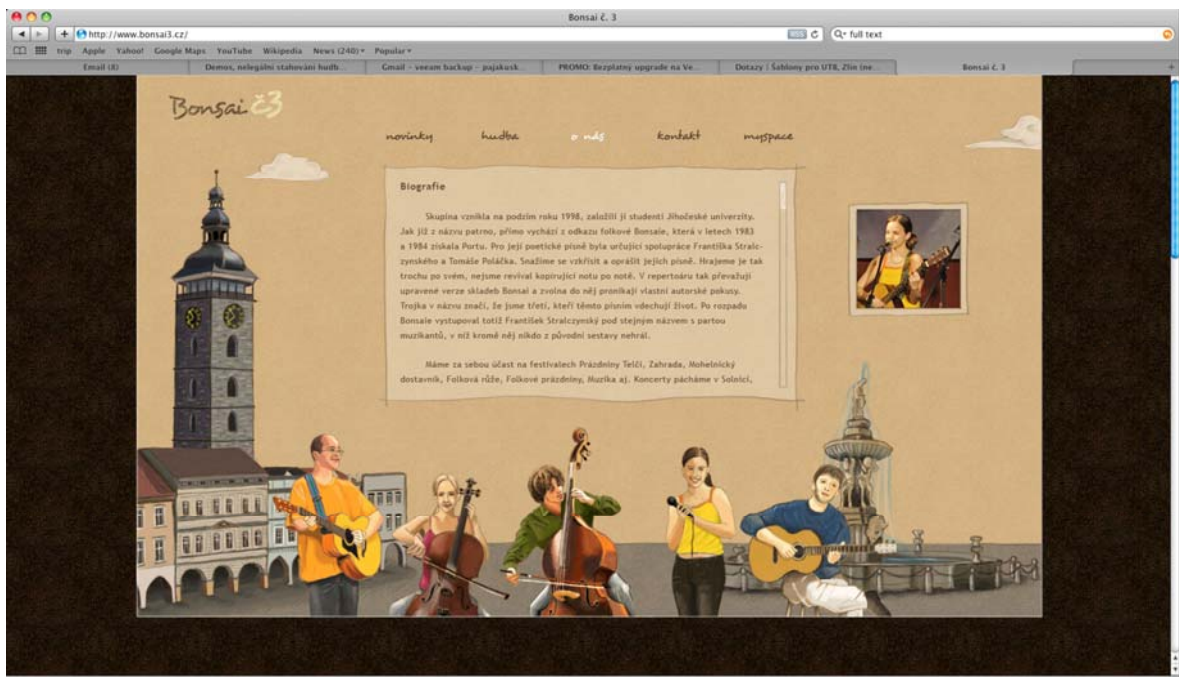 Bonsai č. 3
http://www.bonsai3.cz/
RSS
full text
trip Apple Yahoo! Google Maps YouTube Wikipedia News (240) Popular
Email (8) Demos, nelegální stahování hudb... Gmail - veeam backup - pajakusk... PROMO: Bezplatný upgrade na Ve... Dotazy | Šablony pro UTB, Zlín (ne... Bonsai č. 3
Bonsai č3
novinky hudba o nás kontakt myspace
Biografie
Skupina vznikla na podzim roku 1998, založili ji studenti Jihočeské univerzity.
Jak již z názvu patrno, přímo vychází z odkazu folkové Bonsaie, která v letech 1983
a 1984 získala Portu. Pro její poetické písně byla určující spolupráce Františka Stralc-
zynského a Tomáše Poláčka. Snažíme se vzkřísit a oprášit jejich písně. Hrajeme je tak
trochu po svém, nejsme revival kopírující notu po notě. V repertoáru tak převažují
upravené verze skladeb Bonsai a zvolna do něj pronikají vlastní autorské pokusy.
Trojka v názvu značí, že jsme třetí, kteří těmto písním vdechují život. Po rozpadu
Bonsaie vystupoval totiž František Stralczynský pod stejným názvem s partou
muzikantů, v níž kromě něj nikdo z původní sestavy nehrál.
Máme za sebou účast na festivalech Prázdniny Telči, Zahrada, Mohelnický
dostavník, Folková růže, Folkové prázdniny, Muzika aj. Koncerty pácháme v Solnici,